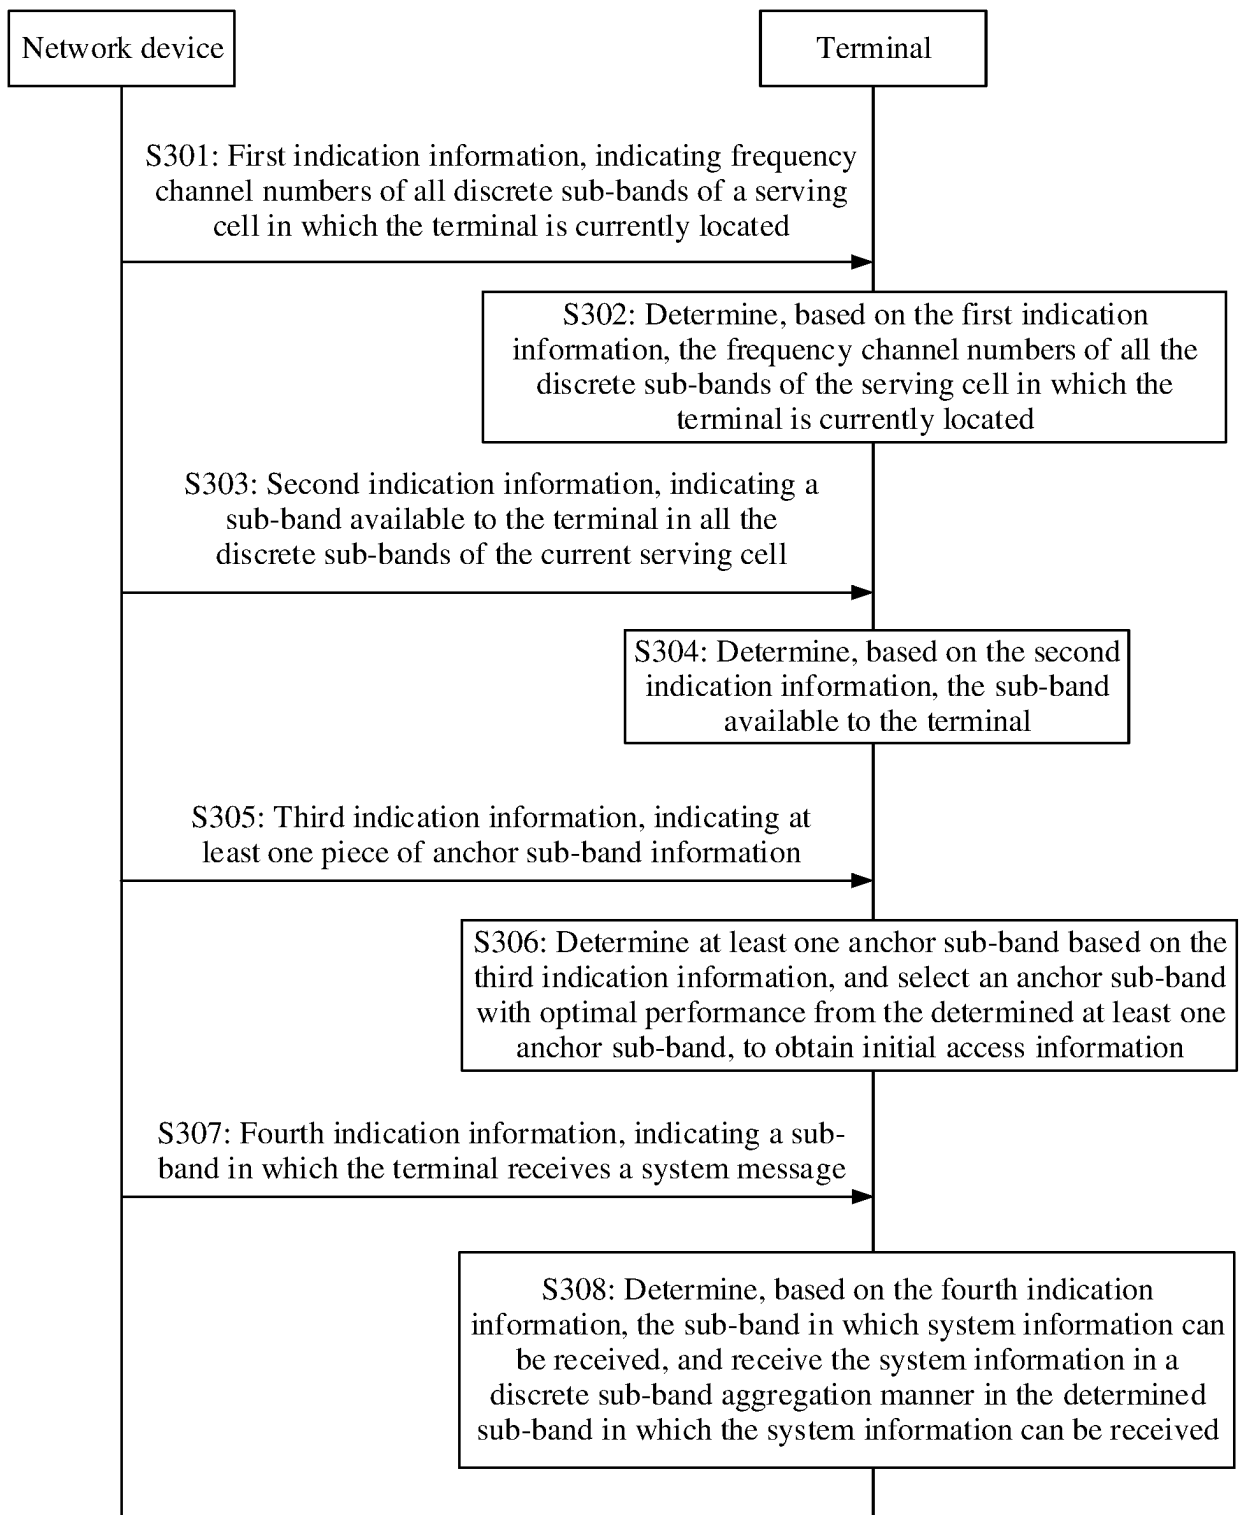 Network device
Terminal
S301: First indication information, indicating frequency
channel numbers of all discrete sub-bands of a serving
cell in which the terminal is currently located
S302: Determine, based on the first indication
information, the frequency channel numbers of all the
discrete sub-bands of the serving cell in which the
terminal is currently located
S303: Second indication information, indicating a
sub-band available to the terminal in all the
discrete sub-bands of the current serving cell
S304: Determine, based on the second
indication information, the sub-band
available to the terminal
S305: Third indication information, indicating at
least one piece of anchor sub-band information
S306: Determine at least one anchor sub-band based on the
third indication information, and select an anchor sub-band
with optimal performance from the determined at least one
anchor sub-band, to obtain initial access information
S307: Fourth indication information, indicating a sub-
band in which the terminal receives a system message
S308: Determine, based on the fourth indication
information, the sub-band in which system information can
be received, and receive the system information in a
discrete sub-band aggregation manner in the determined
sub-band in which the system information can be received